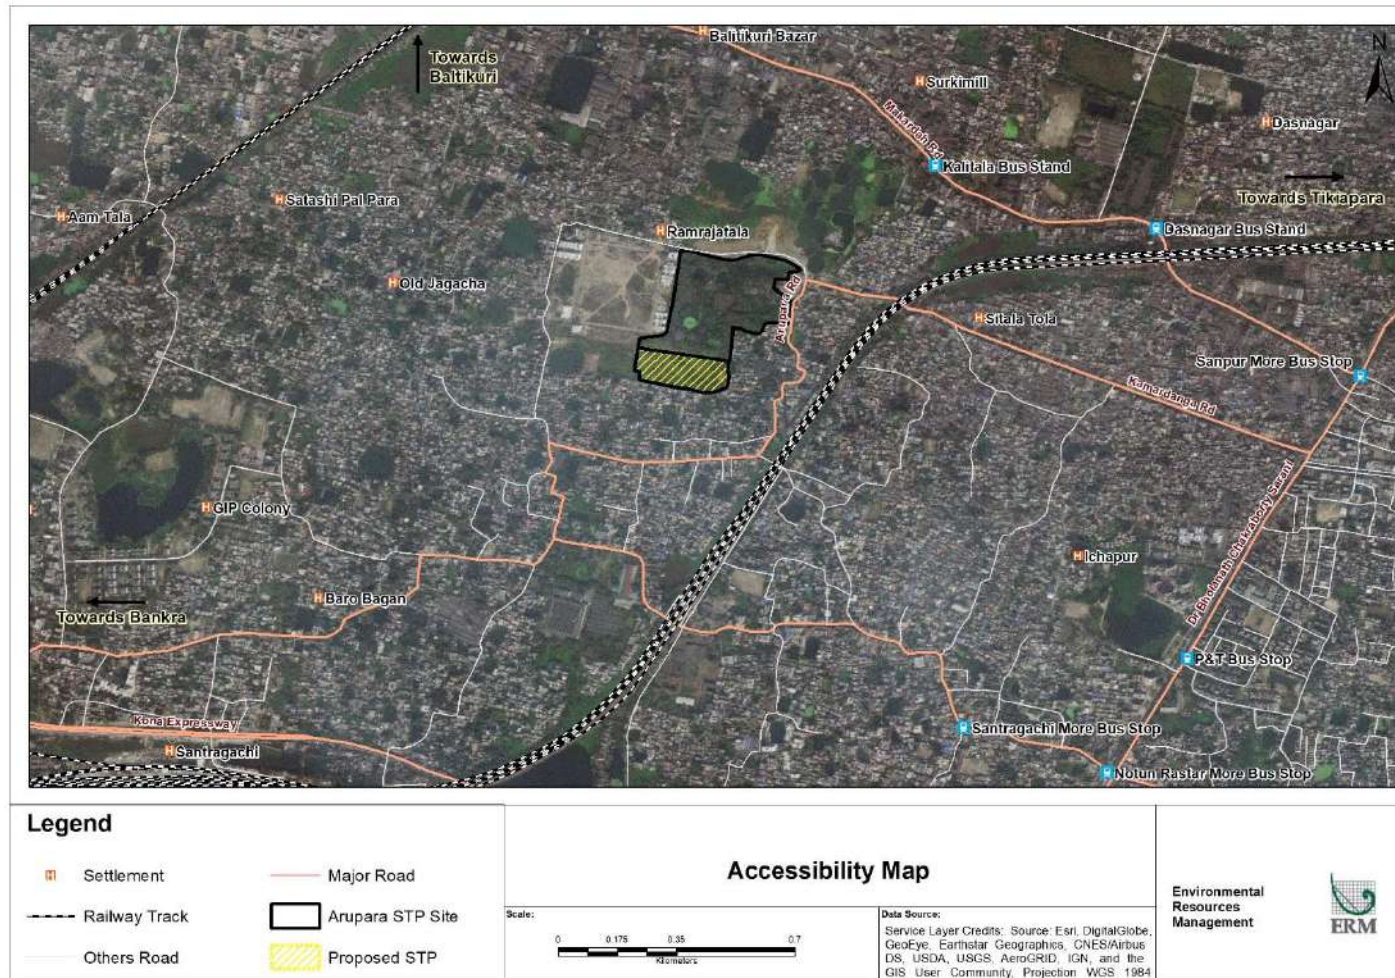 Towards
Baltikuri
Balitikuri Bazar
N
Surkimill
Dasnagar
Makardah Rd
Kalitala Bus Stand
Towards Tikiapara
Aam Tala
Satashi Pal Para
Ramrajatala
Dasnagar Bus Stand
Old Jagacha
Arupara Rd
Sitala Tola
Sanpur More Bus Stop
Kamardanga Rd
GIP Colony
Dr Bholanath Chakraborty Sarani
Ichapur
Baro Bagan
Towards Bankra
P&T Bus Stop
Kona Expressway
Santragachi More Bus Stop
Santragachi
Notun Rastar More Bus Stop
Legend
H Settlement
Major Road
Railway Track
Arupara STP Site
Others Road
Proposed STP
Accessibility Map
Scale:
0 0.175 0.35 0.7
Kilometers
Data Source:
Service Layer Credits: Source: Esri, DigitalGlobe,
GeoEye, Earthstar Geographics, CNES/Airbus
DS, USDA, USGS, AeroGRID, IGN, and the
GIS User Community, Projection WGS 1984
Environmental
Resources
Management
ERM